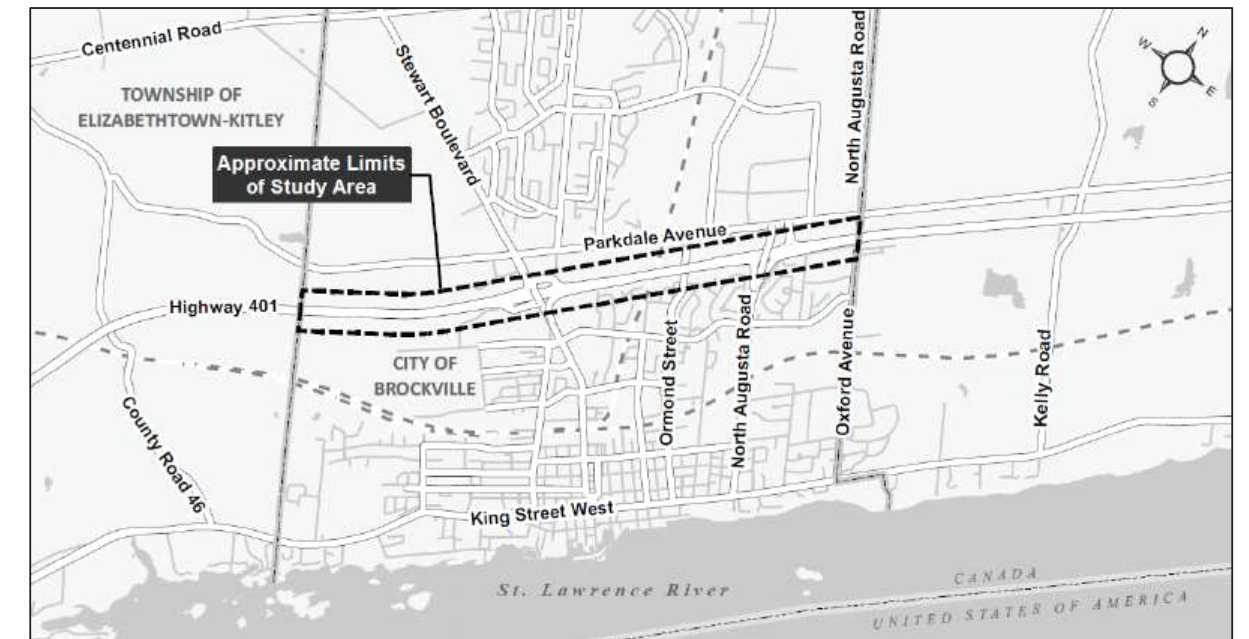 Centennial Road
Stewart Boulevard
North Augusta Road
N
W
E
S
TOWNSHIP OF
ELIZABETHTOWN-KITLEY
Approximate Limits
of Study Area
Parkdale Avenue
Highway 401
CITY OF
BROCKVILLE
County Road 46
Ormond Street
North Augusta Road
Oxford Avenue
Kelly Road
King Street West
St. Lawrence River
CANADA
UNITED STATES OF AMERICA